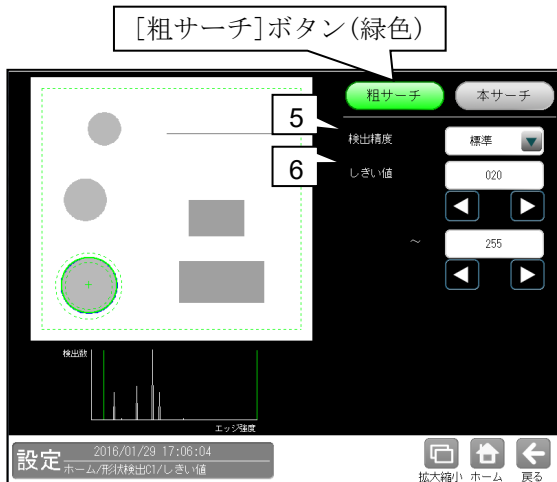 [粗サーチ]ボタン(緑色)
粗サーチ
本サーチ
5
検出精度
標準
6
しきい値
020
~
255
検出数
エッジ強度
設定
2016/01/29 17:06:04
ホーム/形状検出C1/しきい値
拡大縮小
ホーム
戻る